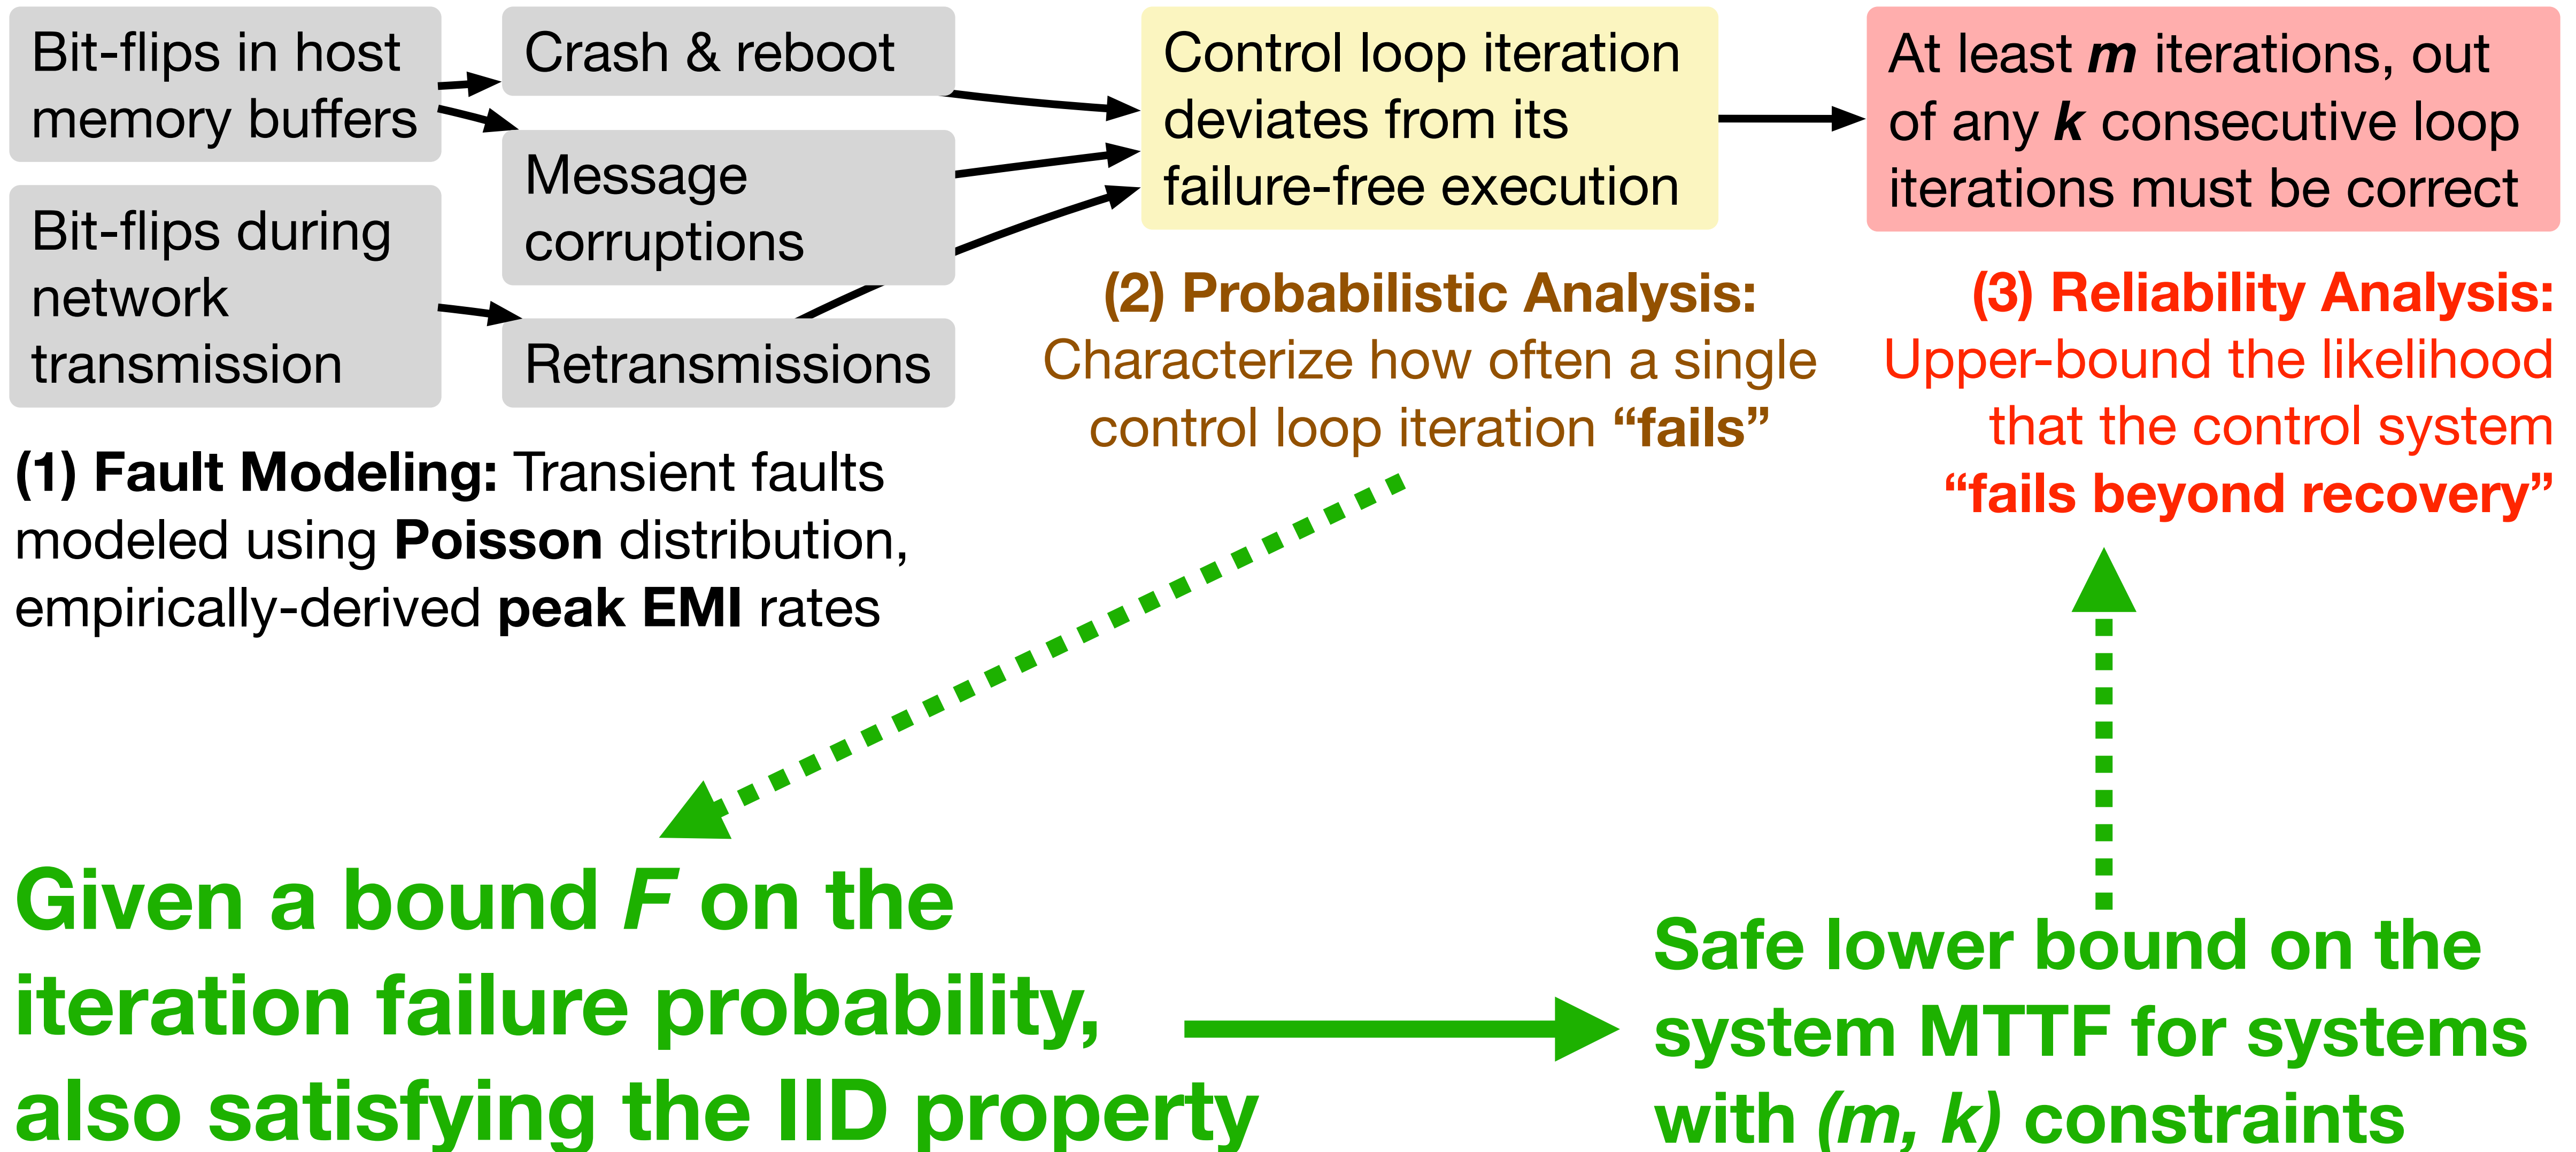 Bit-flips in host
memory buffers
Bit-flips during
network
transmission
Crash & reboot
Message
corruptions
Retransmissions
(1) Fault Modeling: Transient faults
modeled using Poisson distribution,
empirically-derived peak EMI rates
Control loop iteration
deviates from its
failure-free execution
(2) Probabilistic Analysis:
Characterize how often a single
control loop iteration “fails”
At least m iterations, out
of any k consecutive loop
iterations must be correct
(3) Reliability Analysis:
Upper-bound the likelihood
that the control system
“fails beyond recovery”
Given a bound F on the
iteration failure probability,
also satisfying the IID property
Safe lower bound on the
system MTTF for systems
with (m, k) constraints